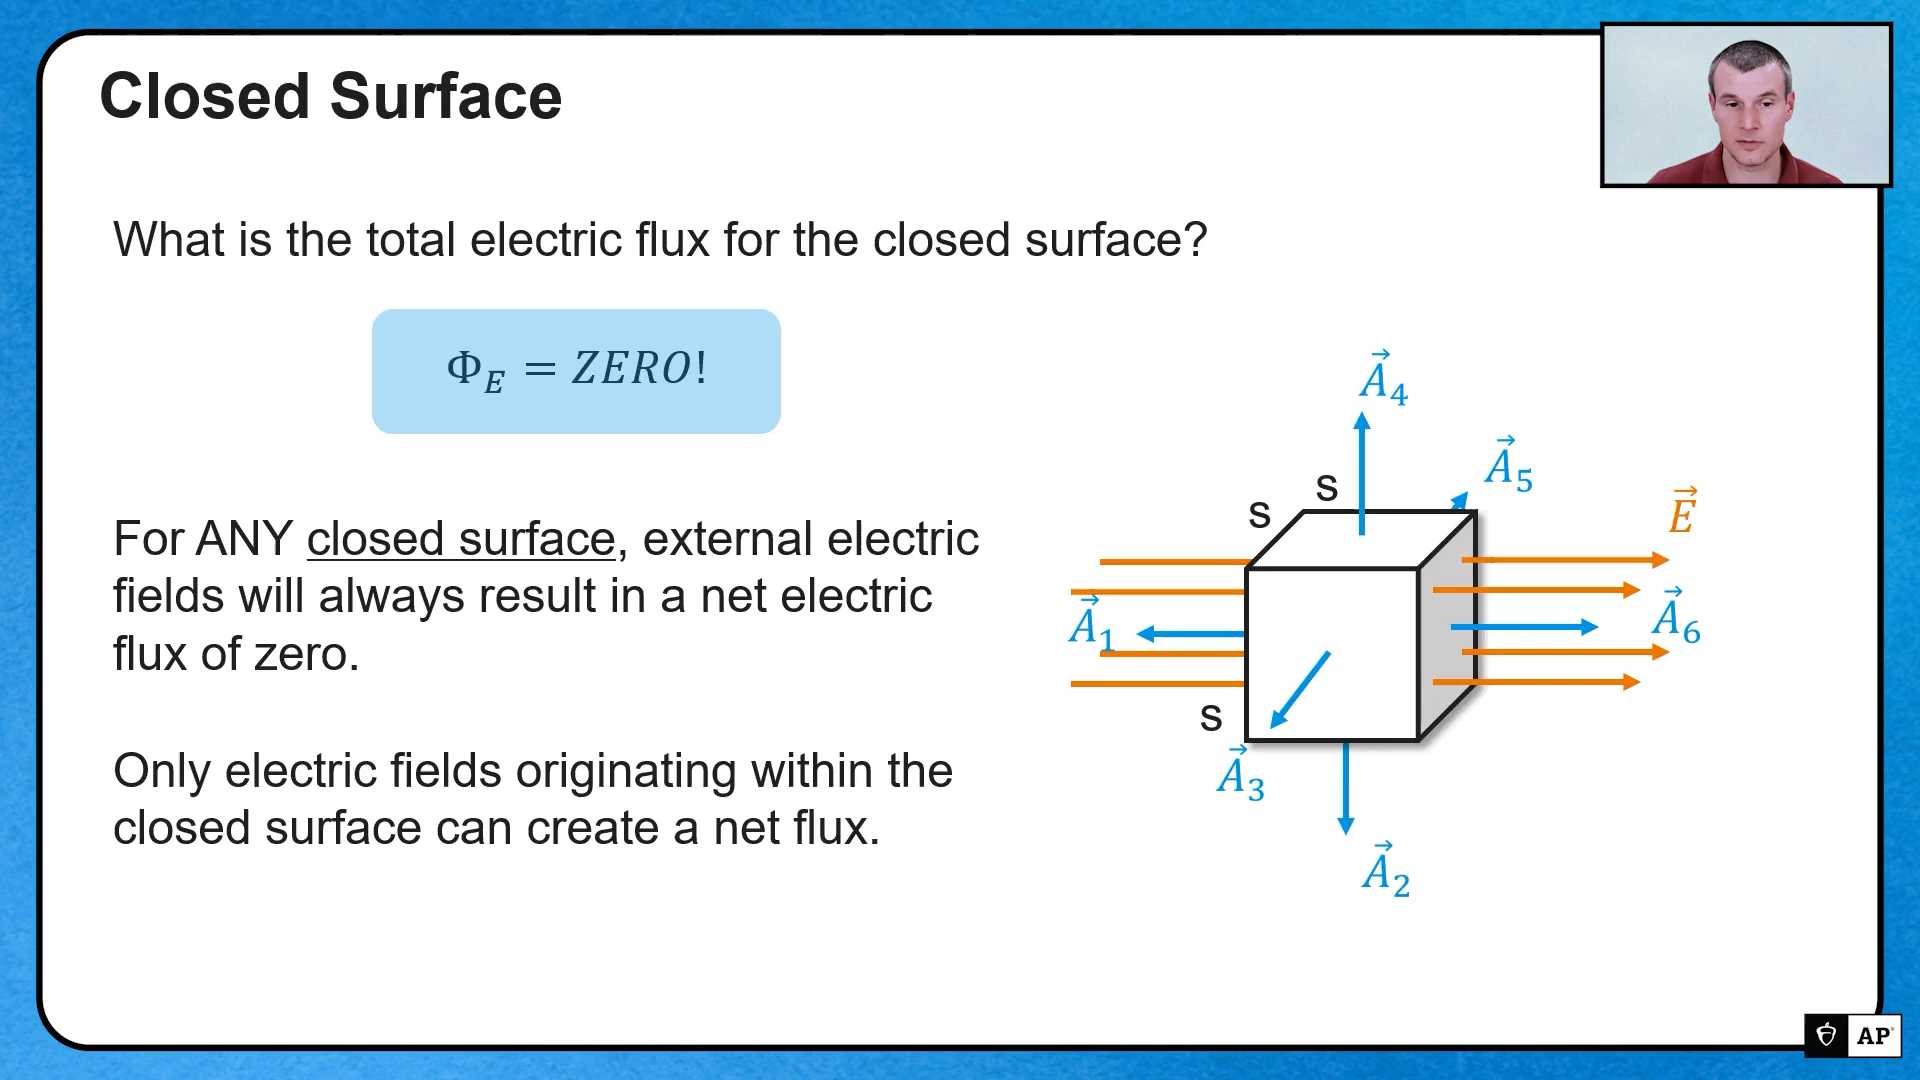 Closed Surface
What is the total electric flux for the closed surface?
Φ_E = ZERO!
For ANY closed surface, external electric
fields will always result in a net electric
flux of zero.
Only electric fields originating within the
closed surface can create a net flux.
A⃗₄
A⃗₅
s
s
E⃗
A⃗₁
A⃗₆
s
A⃗₃
A⃗₂
AP